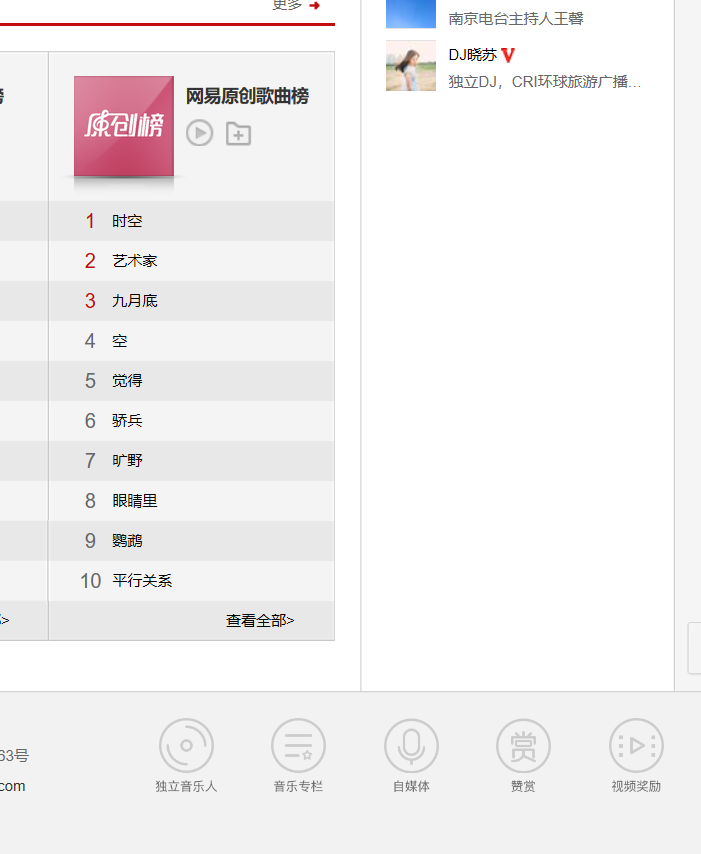 更多
南京电台主持人王馨
DJ晓苏
独立DJ，CRI环球旅游广播...
榜
原创榜
网易原创歌曲榜
1 时空
2 艺术家
3 九月底
4 空
5 觉得
6 骄兵
7 旷野
8 眼睛里
9 鹦鹉
10 平行关系
>
查看全部>
63号
com
独立音乐人
音乐专栏
自媒体
赏
赞赏
视频奖励